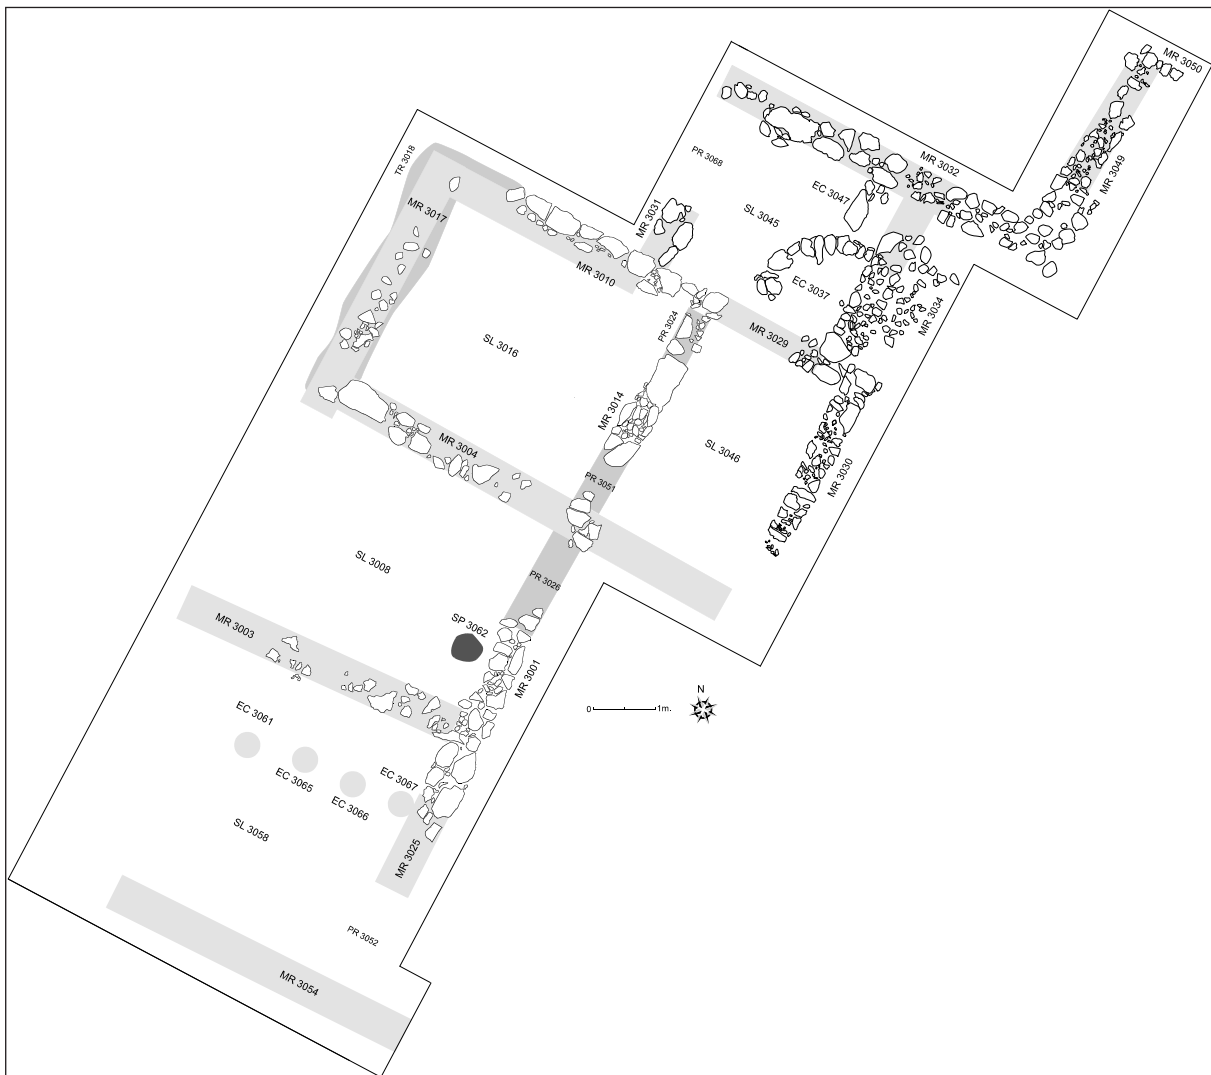 MR 3050
MR 3049
MR 3032
PR 3068
TR 3018
EC 3047
MR 3017
MR 3031
SL 3045
MR 3010
EC 3037
MR 3034
PR 3024
MR 3029
SL 3016
MR 3014
MR 3004
SL 3046
PR 3051
MR 3030
SL 3008
PR 3026
SP 3062
MR 3003
MR 3001
N
0 1m.
EC 3061
EC 3065
EC 3067
EC 3066
SL 3058
MR 3025
PR 3052
MR 3054